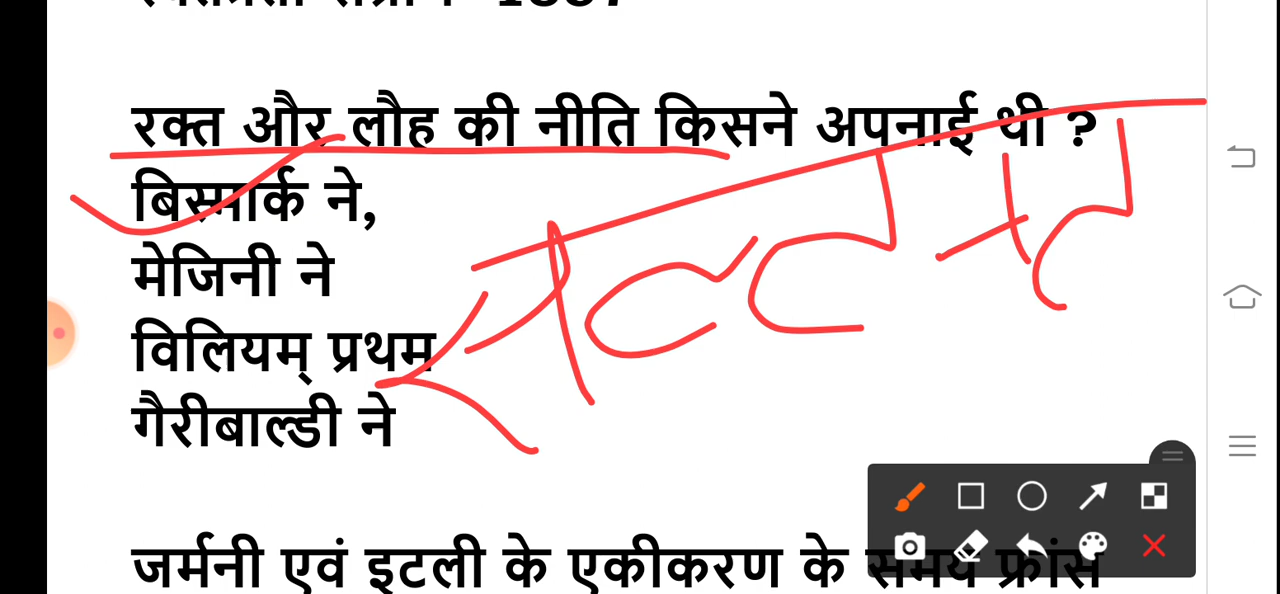 रक्त और लौह की नीति किसने अपनाई थी ?
बिस्मार्क ने,
मेजिनी ने
विलियम् प्रथम
गैरीबाल्डी ने
जर्मनी एवं इटली के एकीकरण के समय फ्रांस